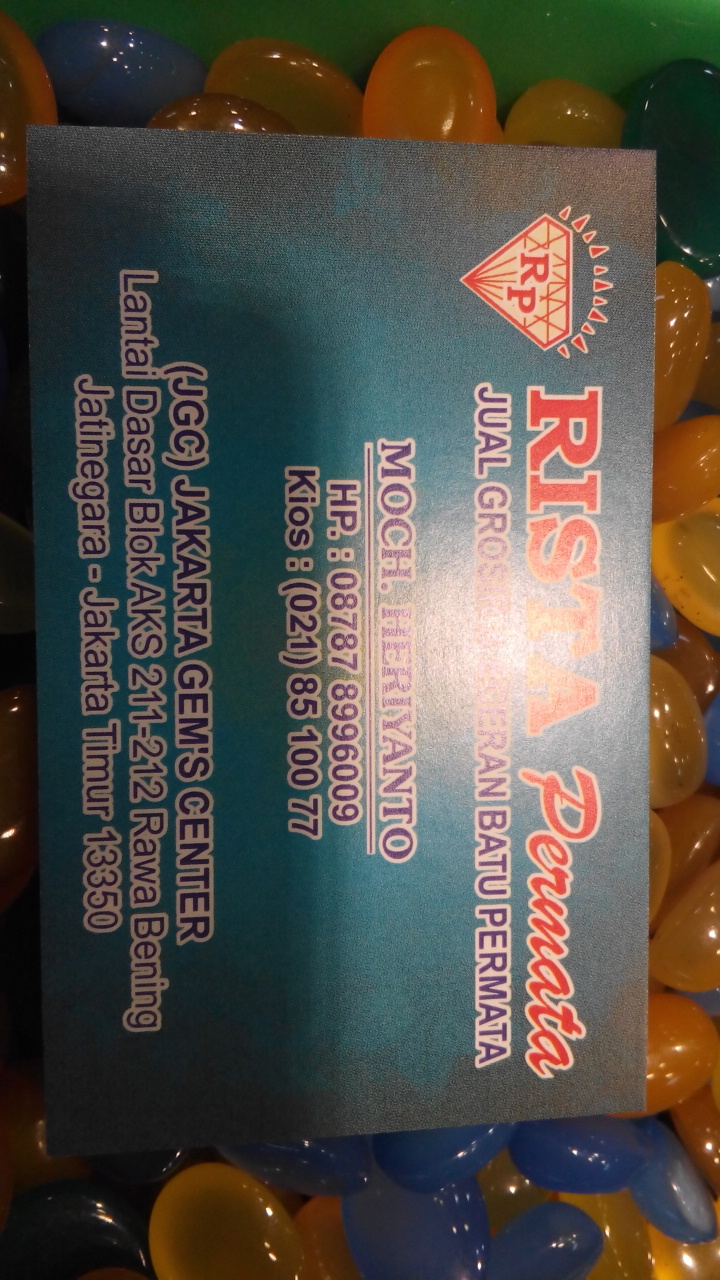 RP
RISTA Permata
JUAL GROSIR ECERAN BATU PERMATA
MOCH. HERIYANTO
HP. : 08787 8996009
Kios : (021) 85 100 77
(JGC) JAKARTA GEM'S CENTER
Lantai Dasar Blok AKS 211-212 Rawa Bening
Jatinegara - Jakarta Timur 13350